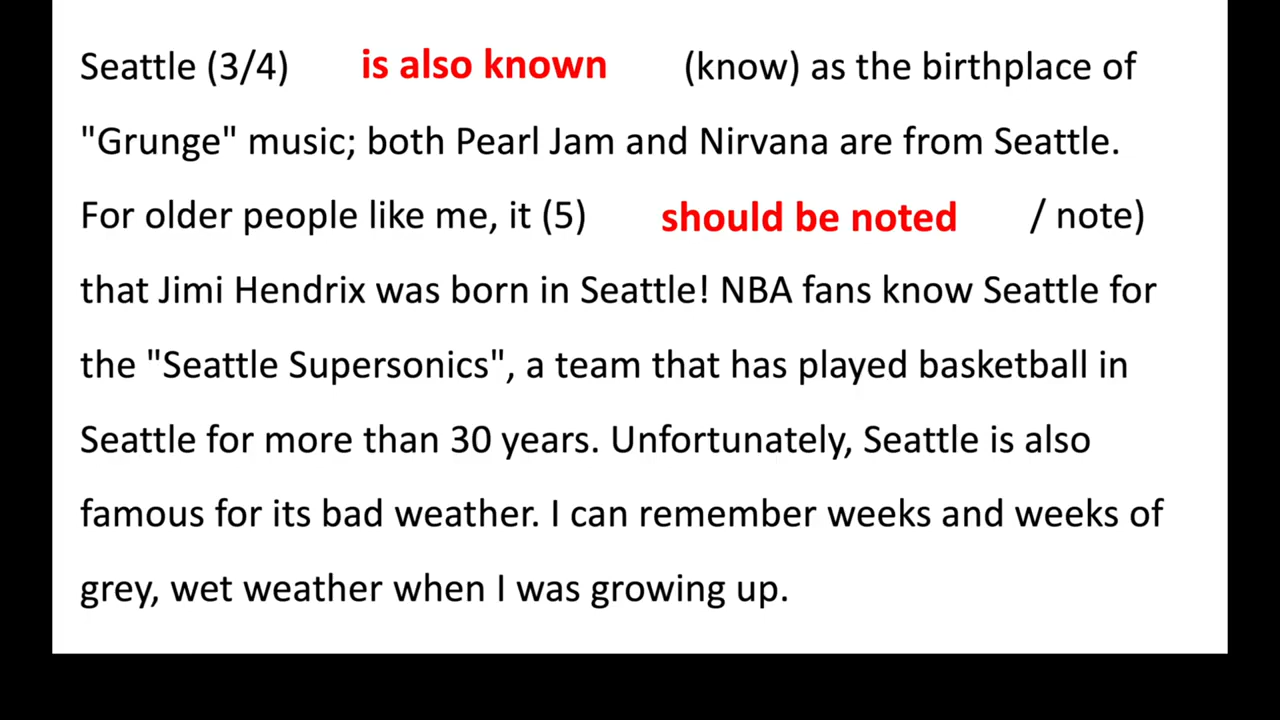 Seattle (3/4) is also known (know) as the birthplace of
"Grunge" music; both Pearl Jam and Nirvana are from Seattle.
For older people like me, it (5) should be noted / note)
that Jimi Hendrix was born in Seattle! NBA fans know Seattle for
the "Seattle Supersonics", a team that has played basketball in
Seattle for more than 30 years. Unfortunately, Seattle is also
famous for its bad weather. I can remember weeks and weeks of
grey, wet weather when I was growing up.